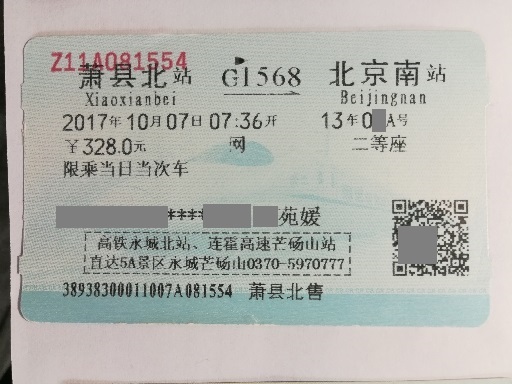 Z11A081554
萧县北站 G1568 北京南站
Xiaoxianbei Beijingnan
2017年10月07日07:36开 13车0 A号
￥328.0元 网 二等座
限乘当日当次车
**** 苑媛
高铁永城北站、连霍高速芒砀山站
直达5A景区永城芒砀山0370-5970777
38938300011007A081554 萧县北售